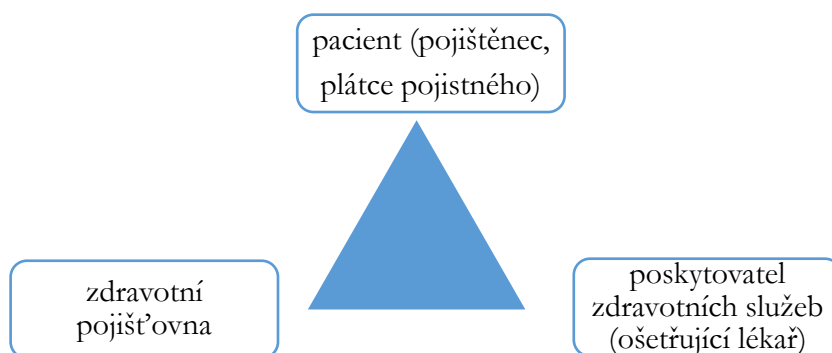 pacient (pojištěnec,
plátce pojistného)
zdravotní
pojišťovna
poskytovatel
zdravotních služeb
(ošetřující lékař)